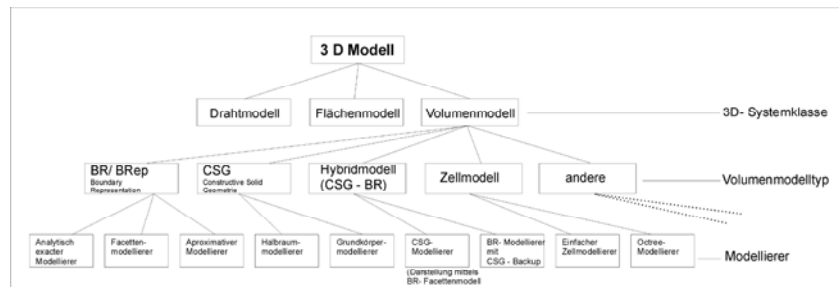 3 D Modell
Drahtmodell
Flächenmodell
Volumenmodell
3D- Systemklasse
BR/ BRep
Boundary
Representation
CSG
Constructive Solid
Geometrie
Hybridmodell
(CSG - BR)
Zellmodell
andere
Volumenmodelltyp
Analytisch
exacter
Modellierer
Facetten-
modellierer
Aproximativer
Modellierer
Halbraum-
modellierer
Grundkörper-
modellierer
CSG-
Modellierer
(Darstellung mittels
BR- Facettenmodell
BR- Modellierer
mit
CSG - Backup
Einfacher
Zellmodellierer
Octree-
Modellierer
Modellierer